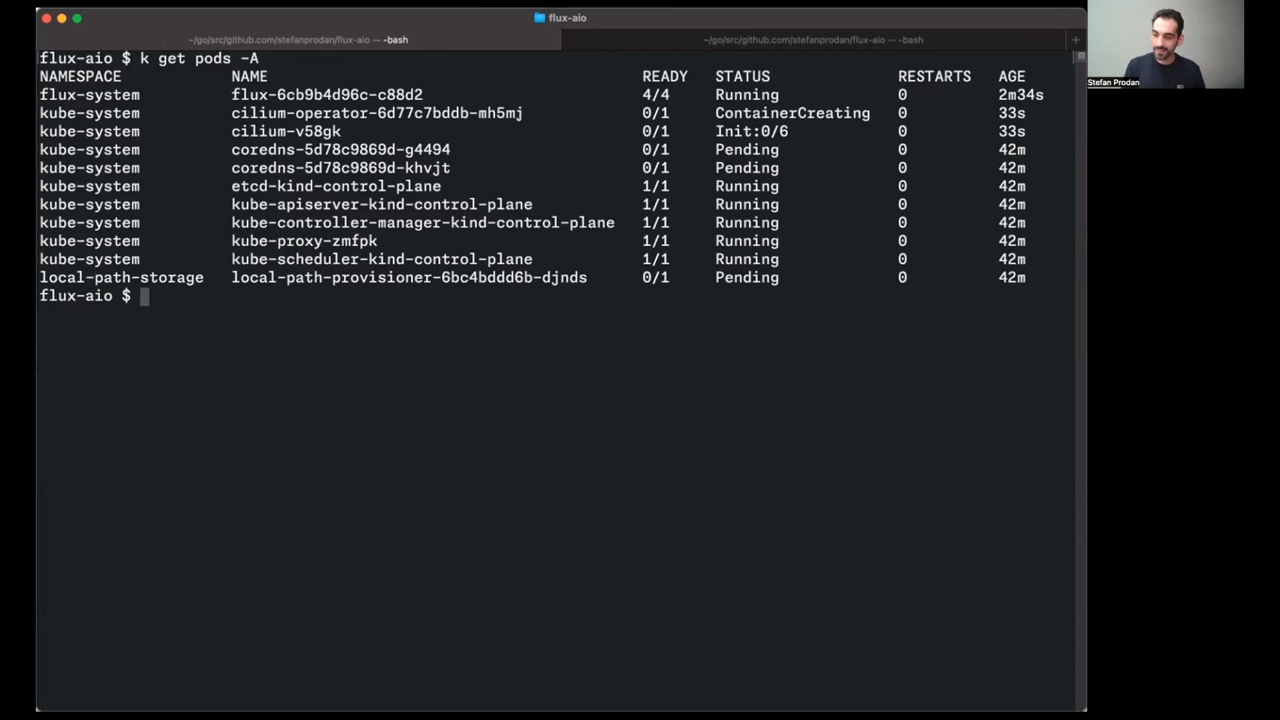 flux-aio
~/go/src/github.com/stefanprodan/flux-aio — -bash
~/go/src/github.com/stefanprodan/flux-aio — -bash
+
flux-aio $ k get pods -A
NAMESPACE NAME READY STATUS RESTARTS AGE
flux-system flux-6cb9b4d96c-c88d2 4/4 Running 0 2m34s
kube-system cilium-operator-6d77c7bddb-mh5mj 0/1 ContainerCreating 0 33s
kube-system cilium-v58gk 0/1 Init:0/6 0 33s
kube-system coredns-5d78c9869d-g4494 0/1 Pending 0 42m
kube-system coredns-5d78c9869d-khvjt 0/1 Pending 0 42m
kube-system etcd-kind-control-plane 1/1 Running 0 42m
kube-system kube-apiserver-kind-control-plane 1/1 Running 0 42m
kube-system kube-controller-manager-kind-control-plane 1/1 Running 0 42m
kube-system kube-proxy-zmfpk 1/1 Running 0 42m
kube-system kube-scheduler-kind-control-plane 1/1 Running 0 42m
local-path-storage local-path-provisioner-6bc4bddd6b-djnds 0/1 Pending 0 42m
flux-aio $
Stefan Prodan